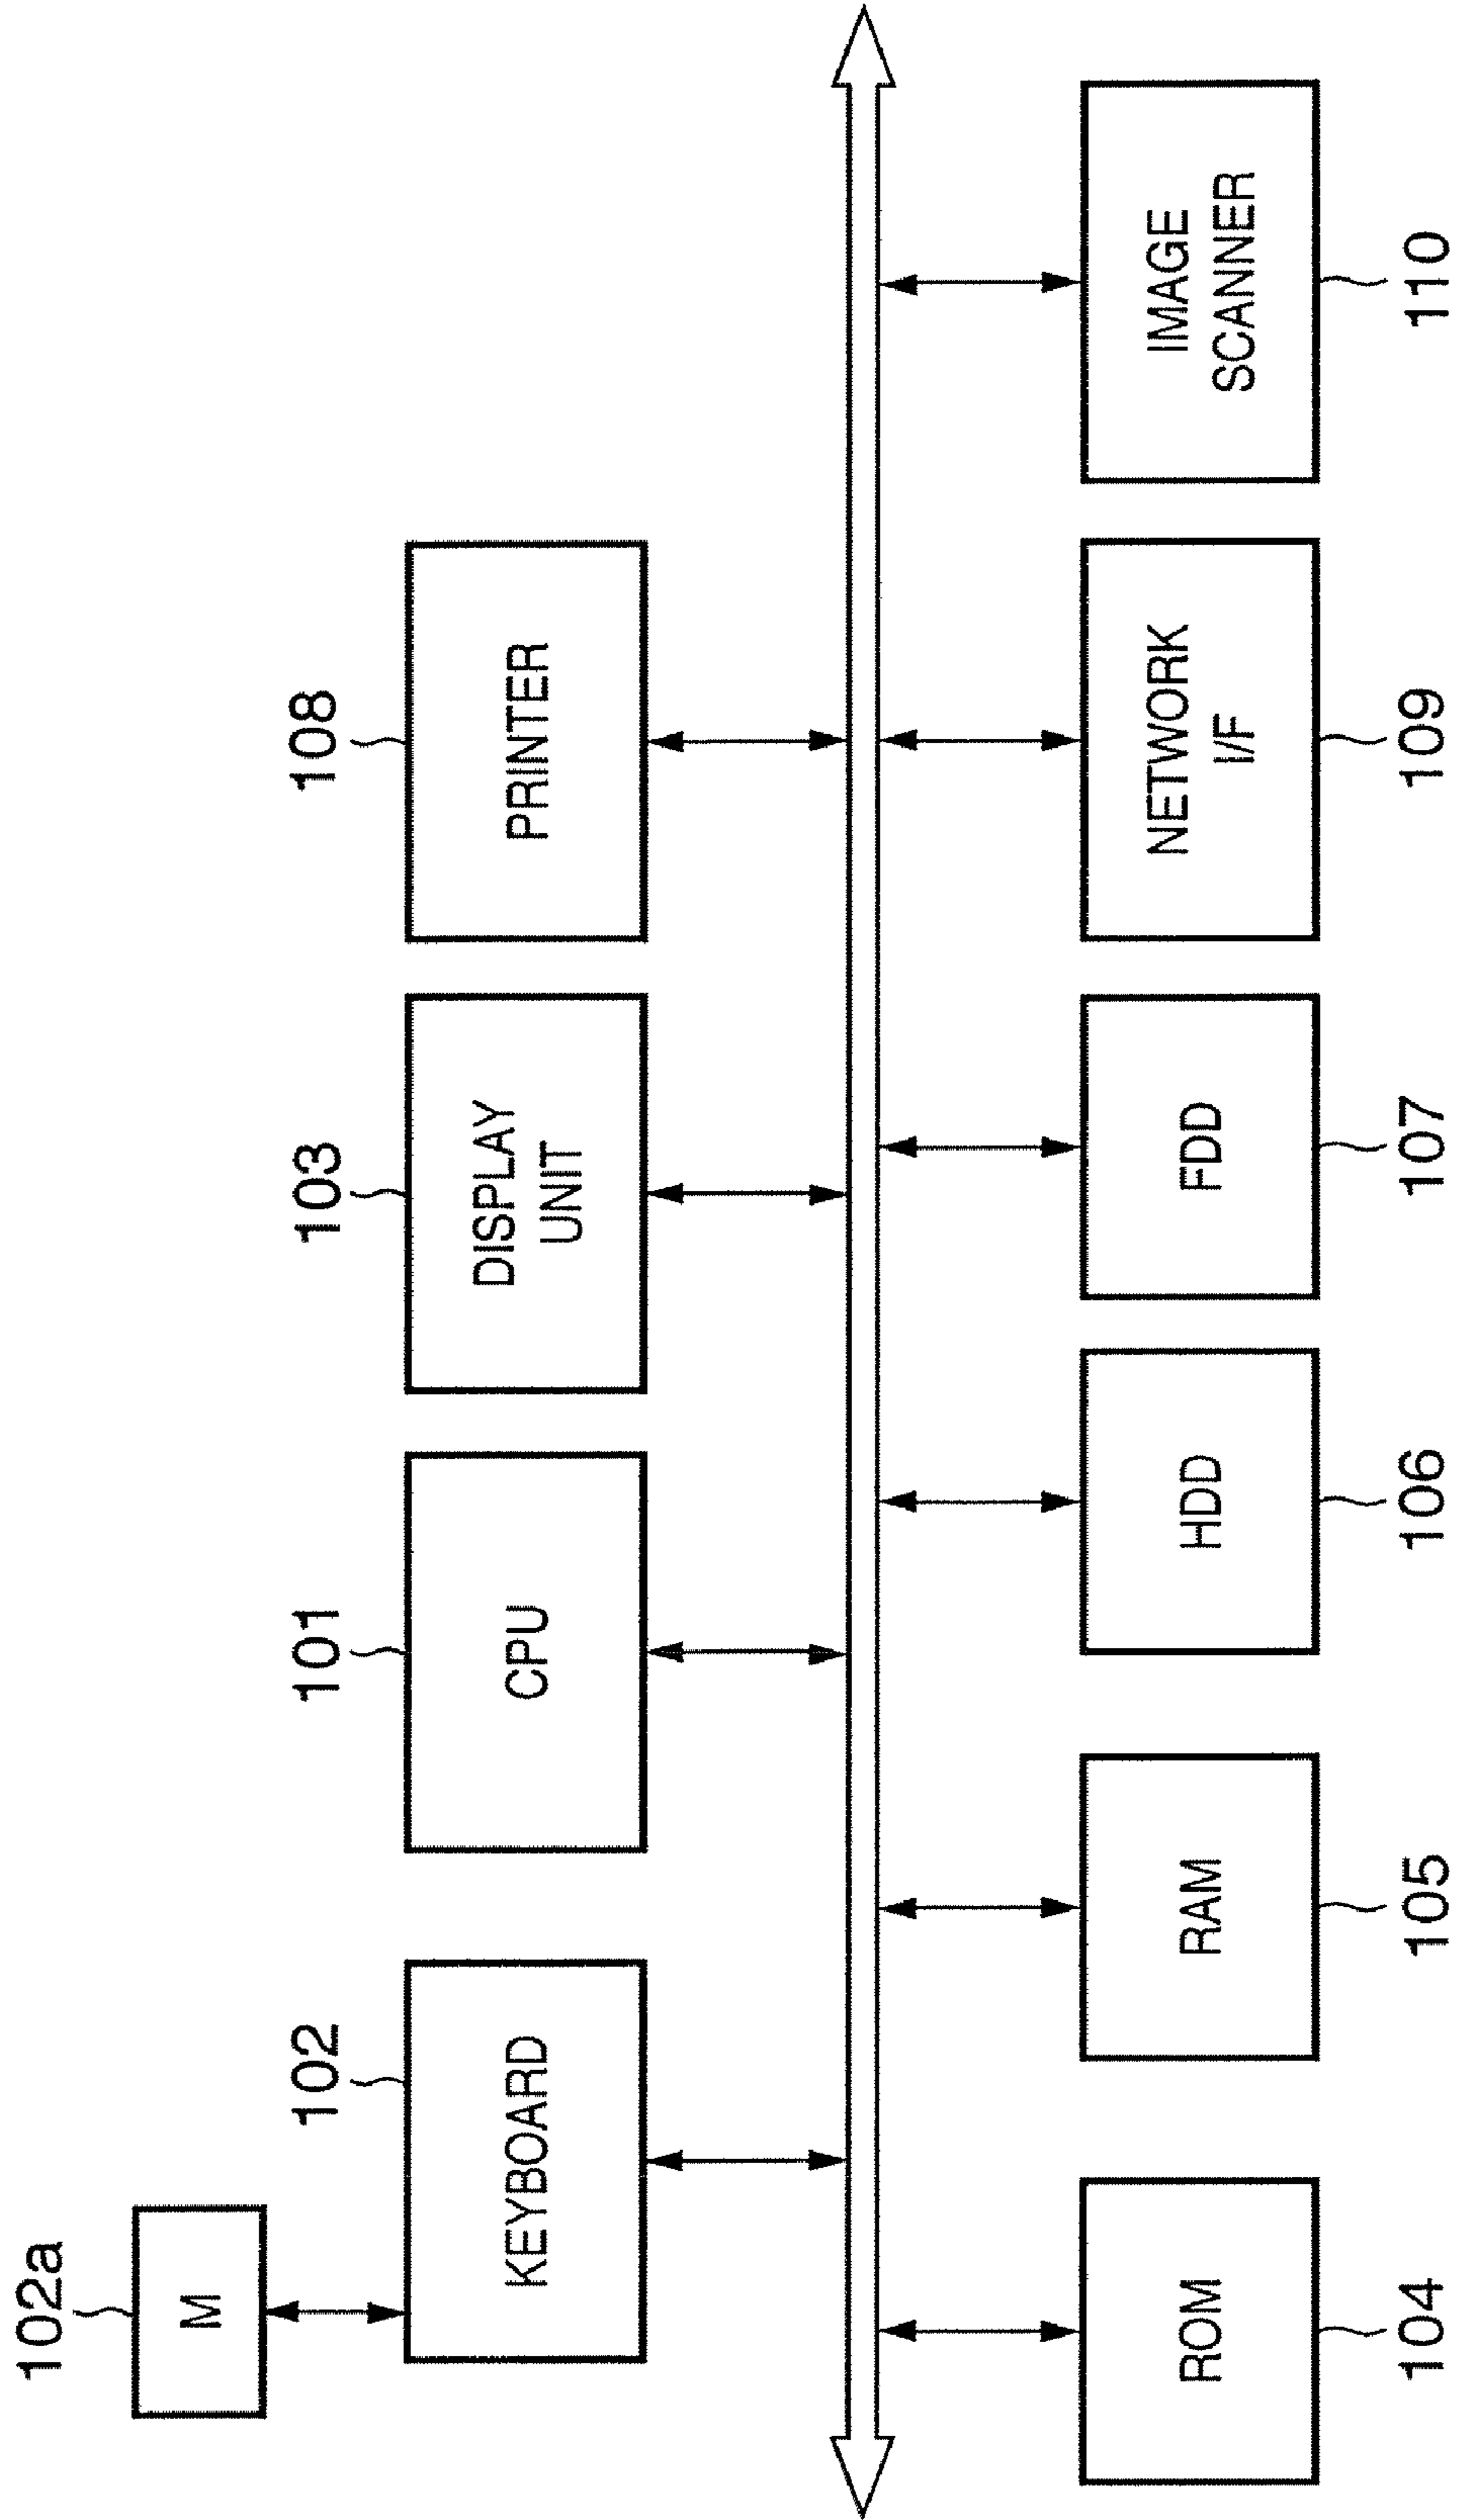 102a
M
102
KEYBOARD
101
CPU
103
DISPLAY
UNIT
108
PRINTER
ROM
104
RAM
105
HDD
106
FDD
107
NETWORK
I/F
109
IMAGE
SCANNER
110